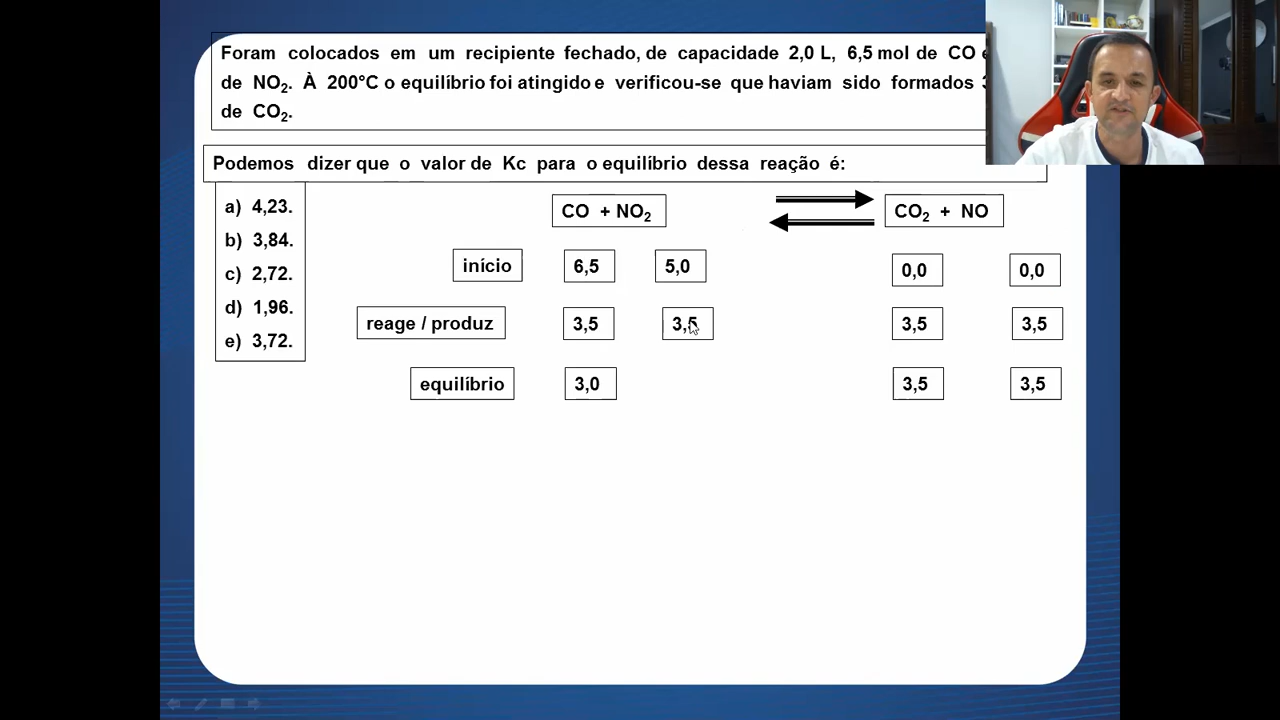 Foram colocados em um recipiente fechado, de capacidade 2,0 L, 6,5 mol de CO
de NO₂. À 200°C o equilíbrio foi atingido e verificou-se que haviam sido formados
de CO₂.
Podemos dizer que o valor de Kc para o equilíbrio dessa reação é:
a) 4,23.
b) 3,84.
c) 2,72.
d) 1,96.
e) 3,72.
CO + NO₂
CO₂ + NO
início 6,5 5,0 0,0 0,0
reage / produz 3,5 3,5 3,5 3,5
equilíbrio 3,0 3,5 3,5